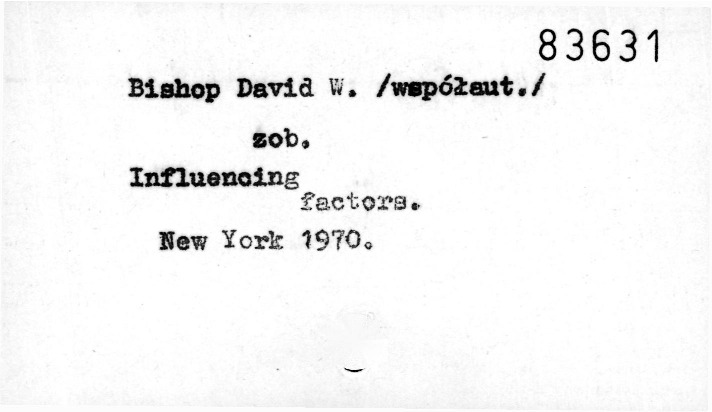 83631
Bishop David W. /współaut./
zob.
Influencing
factors.
New York 1970.